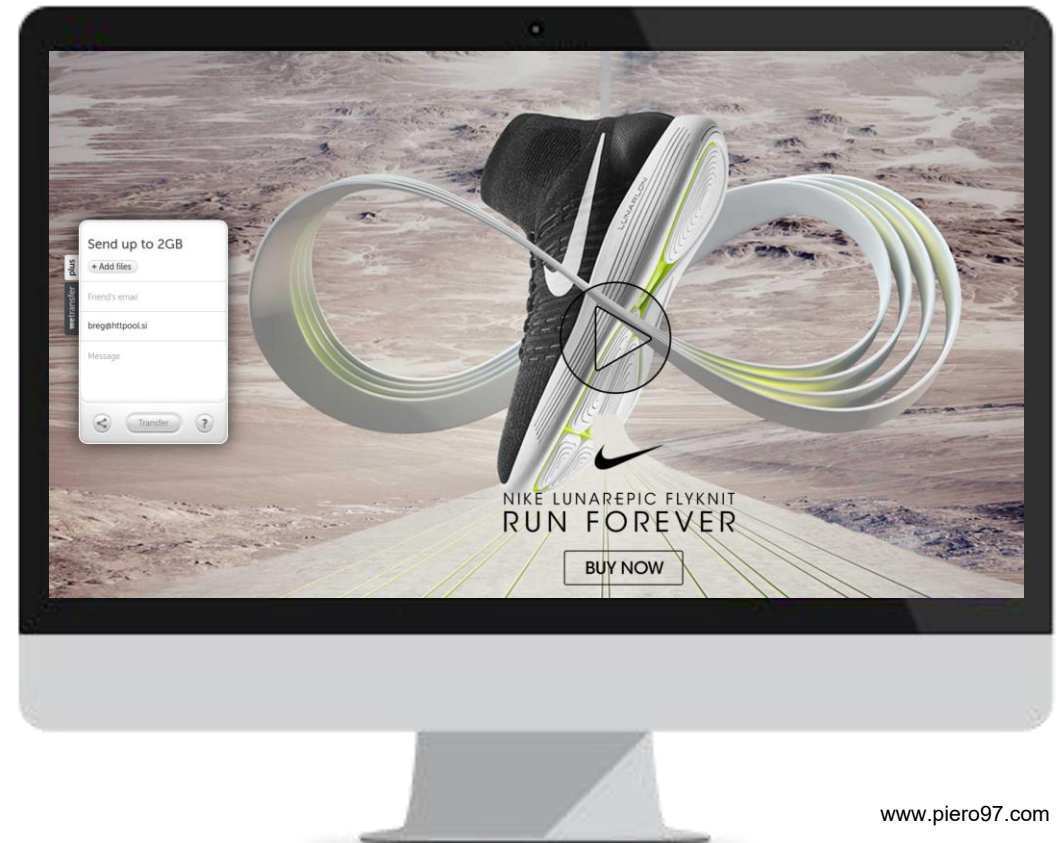 Send up to 2GB
+ Add files
Friend's email
breg@httpool.si
Message
Transfer
?
plus
wetransfer
LUNARLON
NIKE LUNAREPIC FLYKNIT
RUN FOREVER
BUY NOW
www.piero97.com